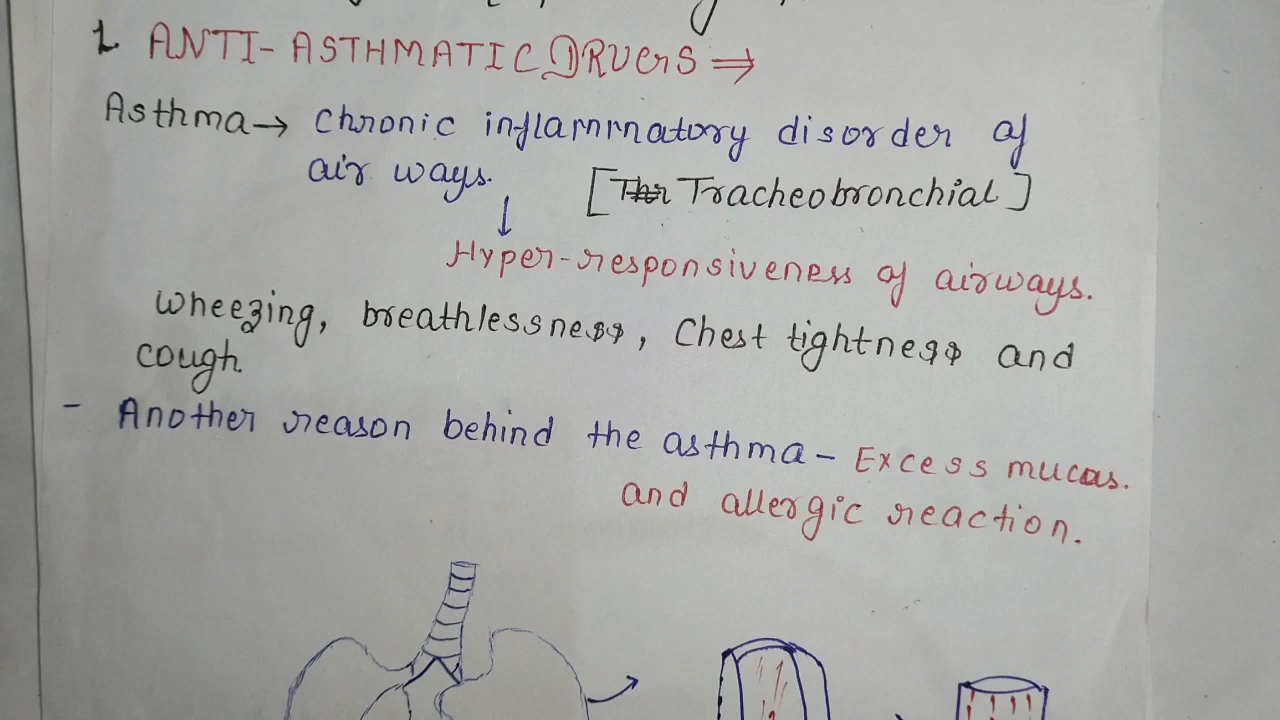 1. ANTI-ASTHMATIC DRUGS ⇒
Asthma → chronic inflammatory disorder of
air ways. [Tracheobronchial]
↓
Hyper-responsiveness of airways.
wheezing, breathlessness, Chest tightness and
cough.
- Another reason behind the asthma - Excess mucus.
and allergic reaction.